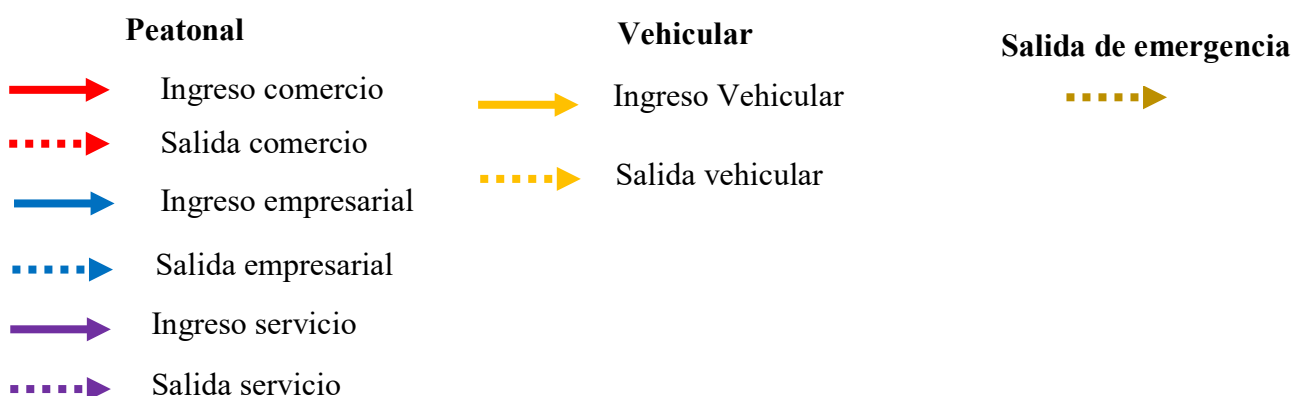 Peatonal
Ingreso comercio
Salida comercio
Ingreso empresarial
Salida empresarial
Ingreso servicio
Salida servicio
Vehicular
Ingreso Vehicular
Salida vehicular
Salida de emergencia